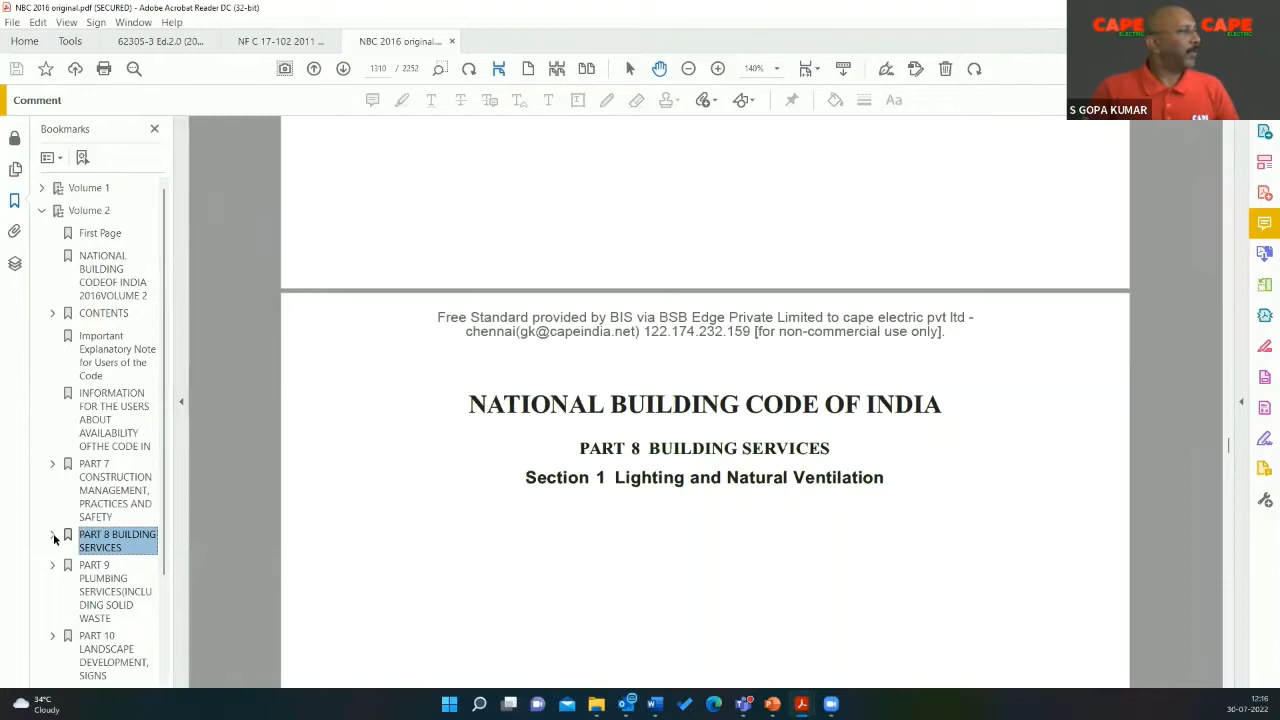 NBC 2016 original.pdf (SECURED) - Adobe Acrobat Reader DC (32-bit)
File Edit View Sign Window Help
Home Tools 62305-3 Ed.2.0 (20... NF C 17-102 2011 ... NBC 2016 original....
1310 / 2252 140%
Comment
Aa
CAPE ELECTRIC CAPE ELECTRIC
CAPE
S GOPA KUMAR
Bookmarks
Volume 1
Volume 2
First Page
NATIONAL
BUILDING
CODEOF INDIA
2016VOLUME 2
CONTENTS
Important
Explanatory Note
for Users of the
Code
INFORMATION
FOR THE USERS
ABOUT
AVAILABILITY
OFTHE CODE IN
PART 7
CONSTRUCTION
MANAGEMENT,
PRACTICES AND
SAFETY
PART 8 BUILDING
SERVICES
PART 9
PLUMBING
SERVICES(INCLU
DING SOLID
WASTE
PART 10
LANDSCAPE
DEVELOPMENT,
SIGNS
Free Standard provided by BIS via BSB Edge Private Limited to cape electric pvt ltd -
chennai(gk@capeindia.net) 122.174.232.159 [for non-commercial use only].
NATIONAL BUILDING CODE OF INDIA
PART 8 BUILDING SERVICES
Section 1 Lighting and Natural Ventilation
34°C
Cloudy
12:16
30-07-2022